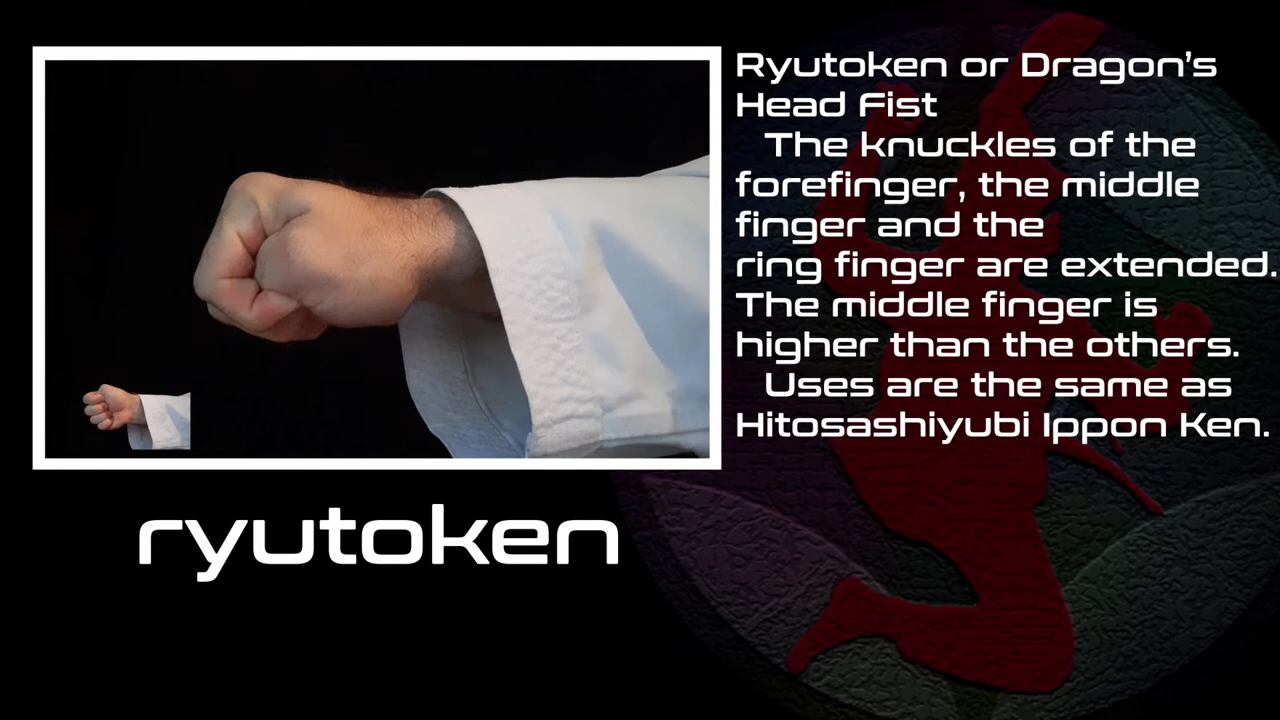 Ryutoken or Dragon's
Head Fist
The knuckles of the
forefinger, the middle
finger and the
ring finger are extended.
The middle finger is
higher than the others.
Uses are the same as
Hitosashiyubi Ippon Ken.
ryutoken